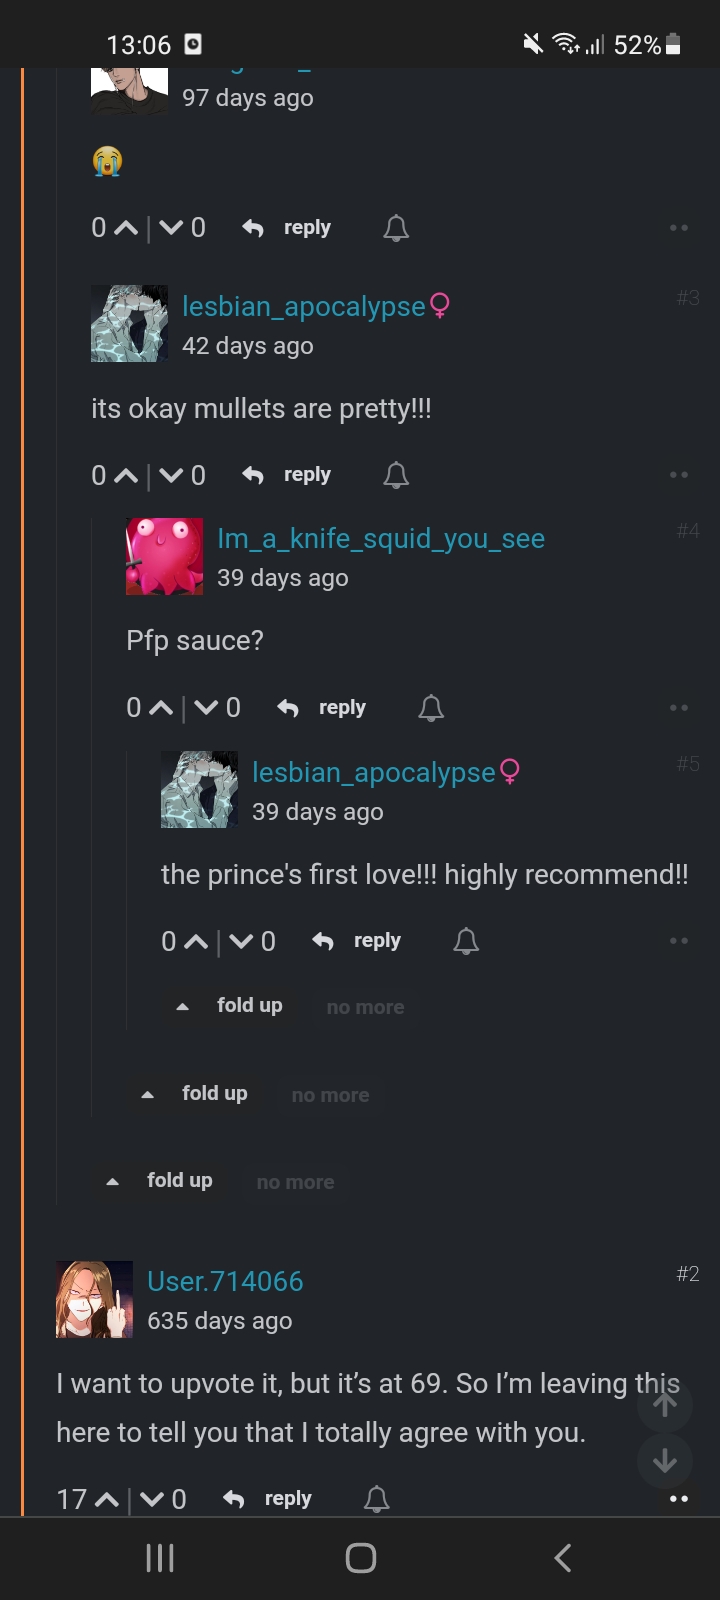 13:06 52%
97 days ago
😭
0 | 0 reply
lesbian_apocalypse♀ #3
42 days ago
its okay mullets are pretty!!!
0 | 0 reply
Im_a_knife_squid_you_see #4
39 days ago
Pfp sauce?
0 | 0 reply
lesbian_apocalypse♀ #5
39 days ago
the prince's first love!!! highly recommend!!
0 | 0 reply
fold up no more
fold up no more
fold up no more
User.714066 #2
635 days ago
I want to upvote it, but it’s at 69. So I’m leaving this
here to tell you that I totally agree with you.
17 | 0 reply